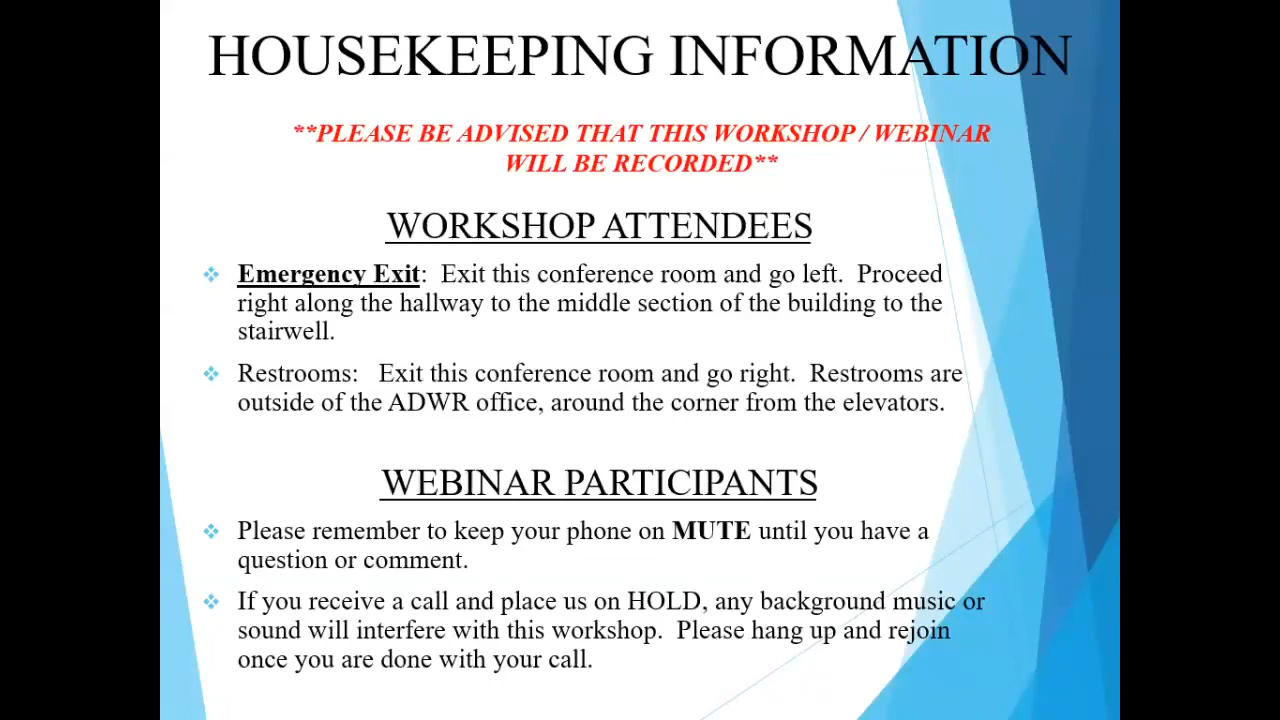 HOUSEKEEPING INFORMATION
**PLEASE BE ADVISED THAT THIS WORKSHOP / WEBINAR
WILL BE RECORDED**
WORKSHOP ATTENDEES
Emergency Exit:  Exit this conference room and go left.  Proceed
right along the hallway to the middle section of the building to the
stairwell.
Restrooms:   Exit this conference room and go right.  Restrooms are
outside of the ADWR office, around the corner from the elevators.
WEBINAR PARTICIPANTS
Please remember to keep your phone on MUTE until you have a
question or comment.
If you receive a call and place us on HOLD, any background music or
sound will interfere with this workshop.  Please hang up and rejoin
once you are done with your call.